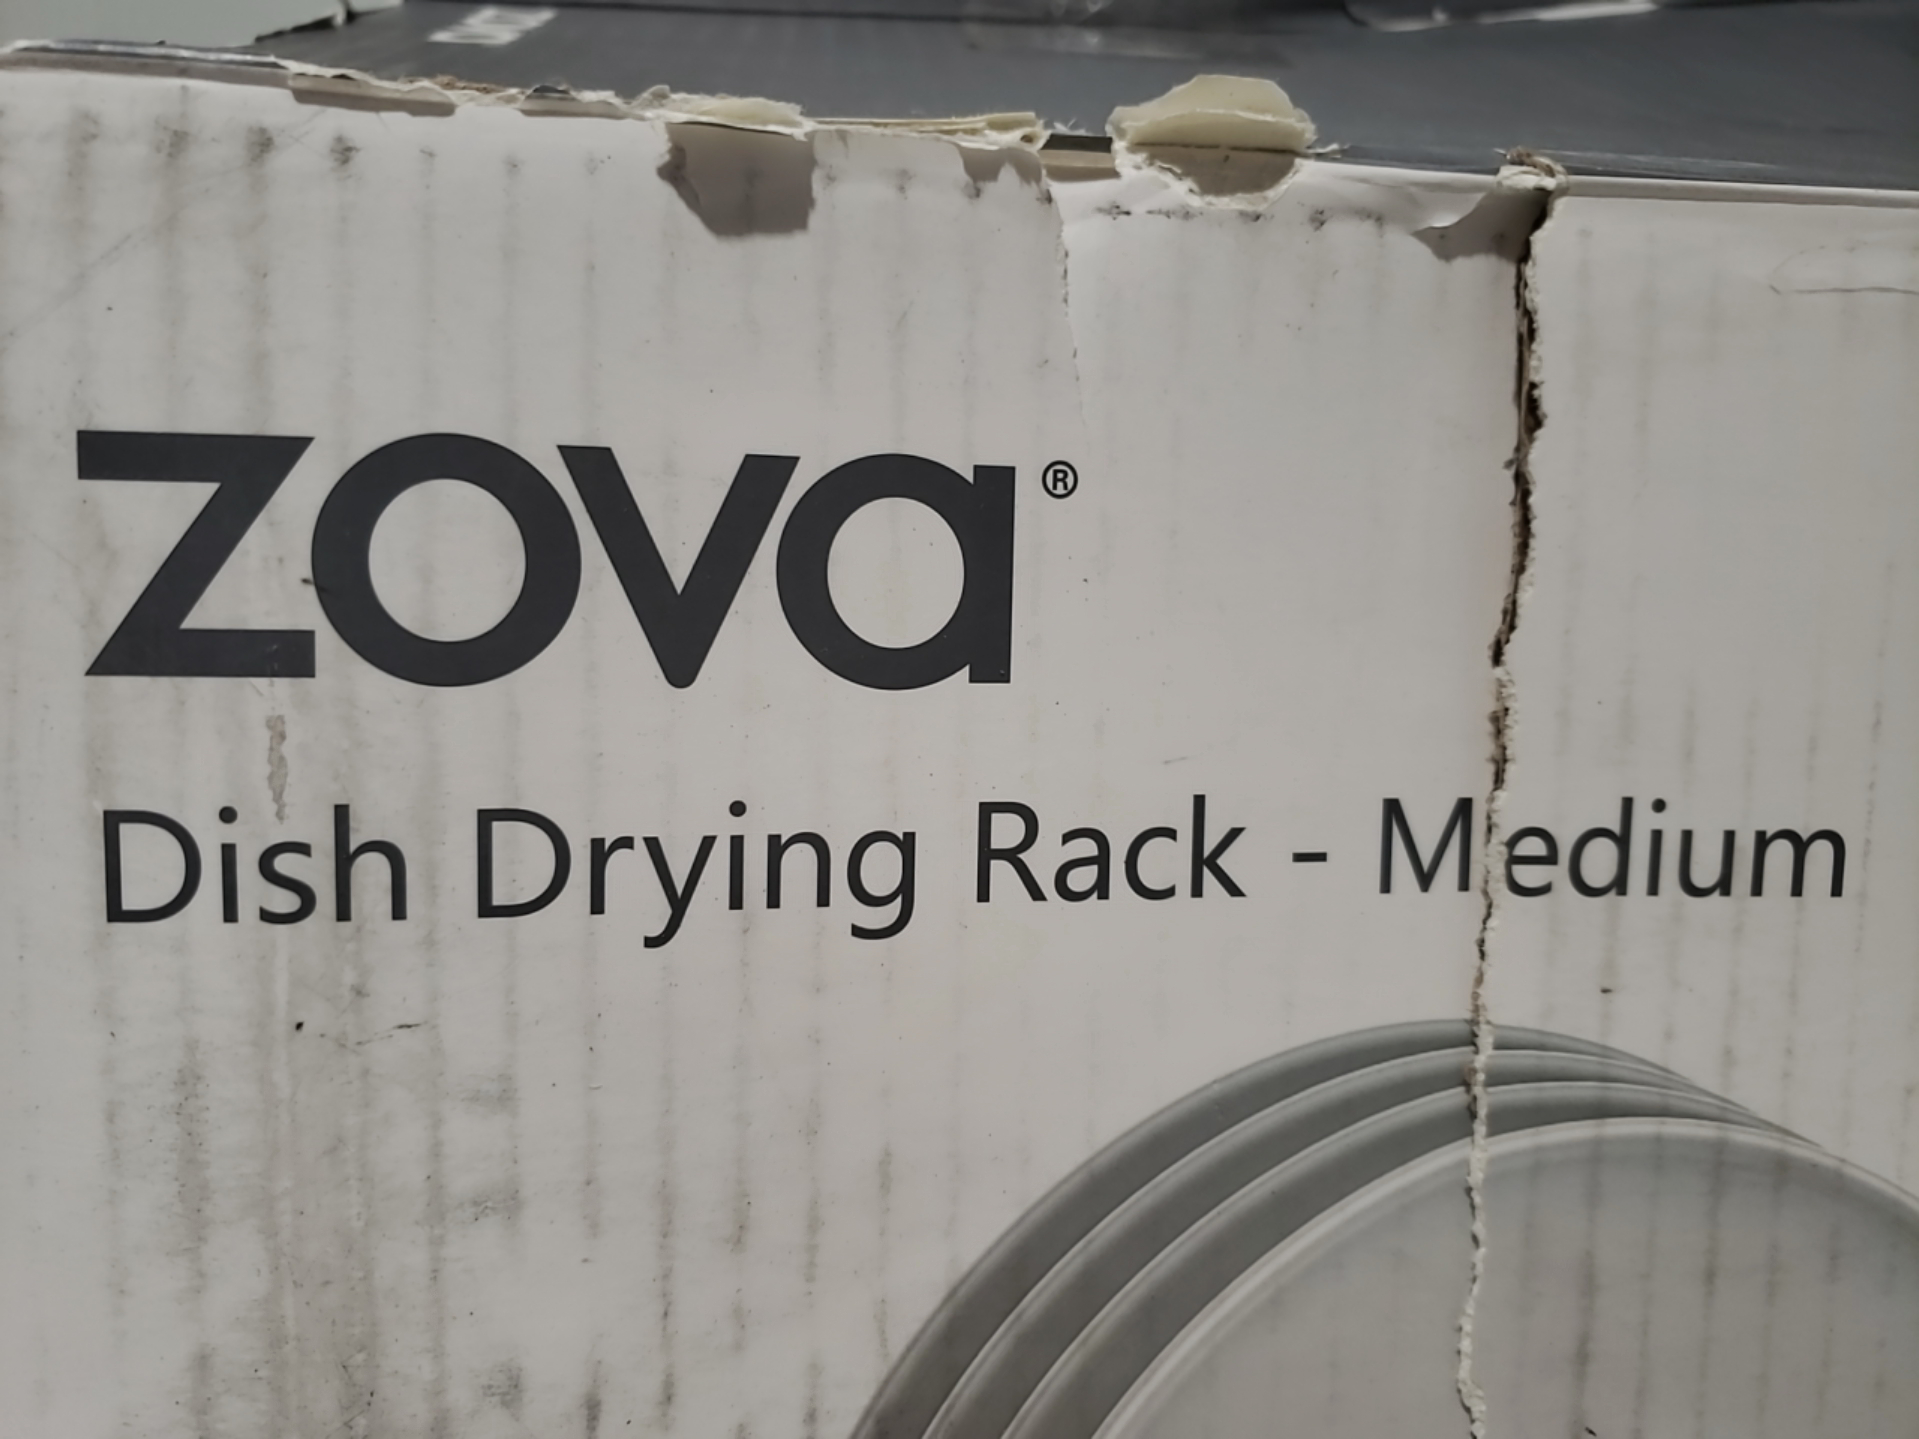 zova®
Dish Drying Rack - Medium